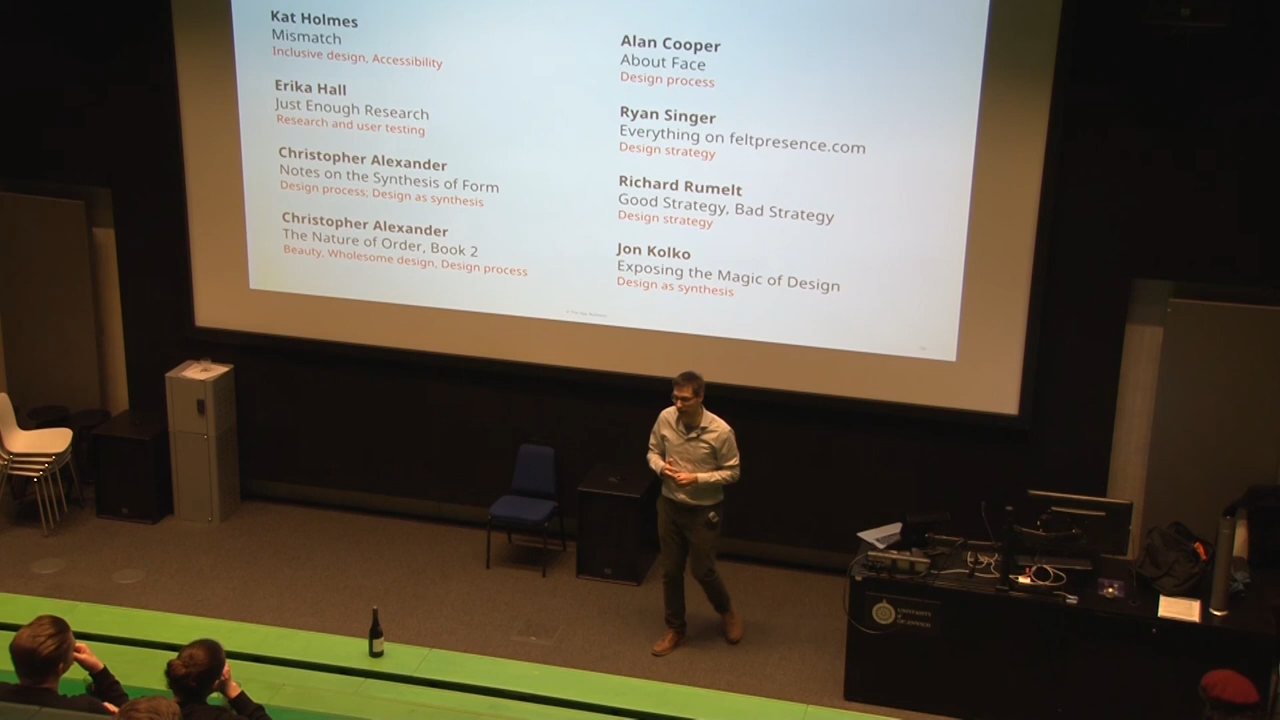 Kat Holmes
Mismatch
Inclusive design, Accessibility
Erika Hall
Just Enough Research
Research and user testing
Christopher Alexander
Notes on the Synthesis of Form
Design process; Design as synthesis
Christopher Alexander
The Nature of Order, Book 2
Beauty, Wholesome design, Design process
Alan Cooper
About Face
Design process
Ryan Singer
Everything on feltpresence.com
Design strategy
Richard Rumelt
Good Strategy, Bad Strategy
Design strategy
Jon Kolko
Exposing the Magic of Design
Design as synthesis
UNIVERSITY